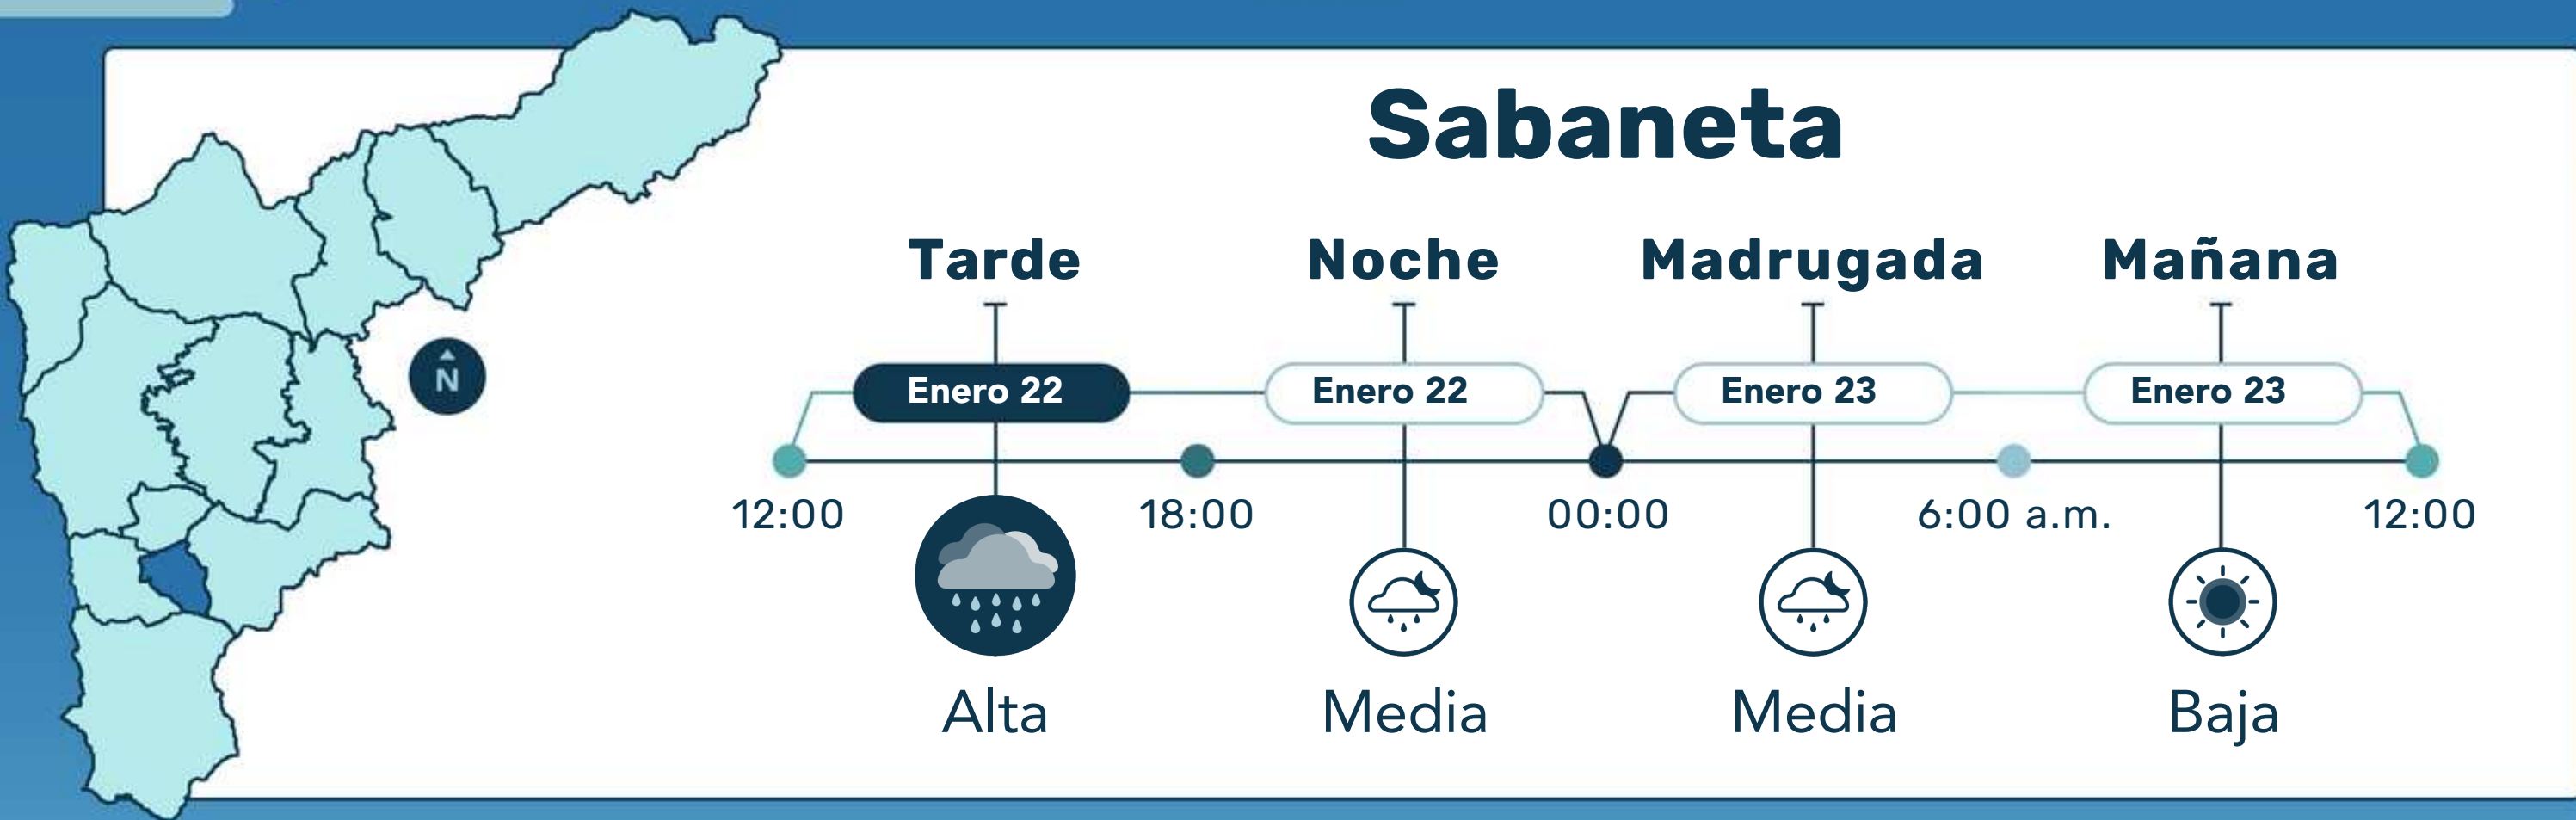 Sabaneta
Tarde Noche Madrugada Mañana
N
Enero 22 Enero 22 Enero 23 Enero 23
12:00 18:00 00:00 6:00 a.m. 12:00
Alta Media Media Baja